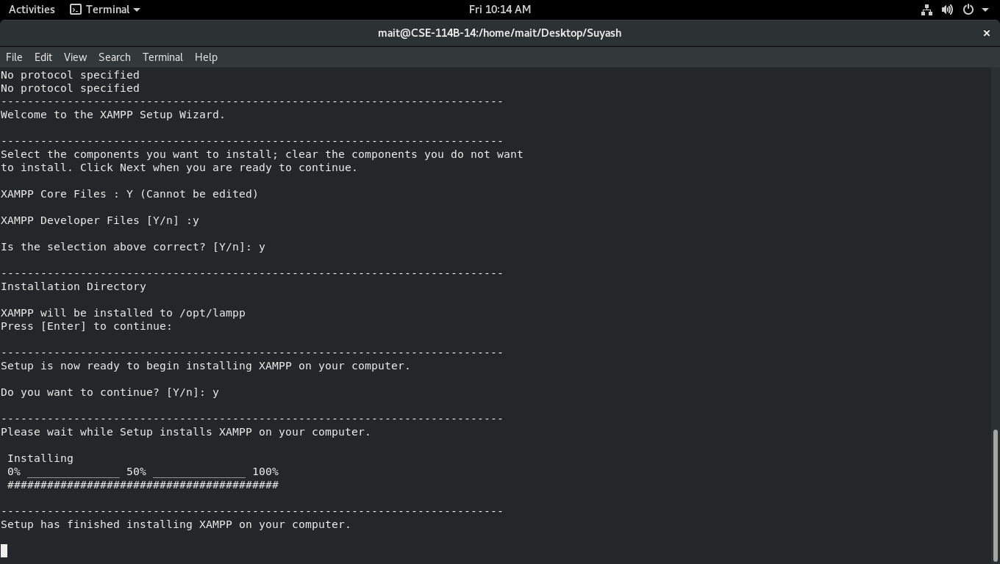 Activities Terminal Fri 10:14 AM
mait@CSE-114B-14:/home/mait/Desktop/Suyash
File Edit View Search Terminal Help
No protocol specified
No protocol specified
----------------------------------------------------------------------------
Welcome to the XAMPP Setup Wizard.
----------------------------------------------------------------------------
Select the components you want to install; clear the components you do not want
to install. Click Next when you are ready to continue.
XAMPP Core Files : Y (Cannot be edited)
XAMPP Developer Files [Y/n] :y
Is the selection above correct? [Y/n]: y
----------------------------------------------------------------------------
Installation Directory
XAMPP will be installed to /opt/lampp
Press [Enter] to continue:
----------------------------------------------------------------------------
Setup is now ready to begin installing XAMPP on your computer.
Do you want to continue? [Y/n]: y
----------------------------------------------------------------------------
Please wait while Setup installs XAMPP on your computer.
Installing
0% ______________ 50% ______________ 100%
#########################################
----------------------------------------------------------------------------
Setup has finished installing XAMPP on your computer.